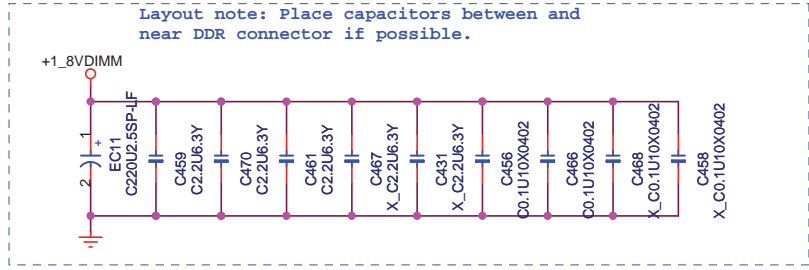 Layout note: Place capacitors between and
near DDR connector if possible.
+1_8VDIMM
1
2
+
EC11
C220U2.5SP-LF
C459
C2.2U6.3Y
C470
C2.2U6.3Y
C461
C2.2U6.3Y
C467
X_C2.2U6.3Y
C431
X_C2.2U6.3Y
C456
C0.1U10X0402
C466
C0.1U10X0402
C468
X_C0.1U10X0402
C458
X_C0.1U10X0402